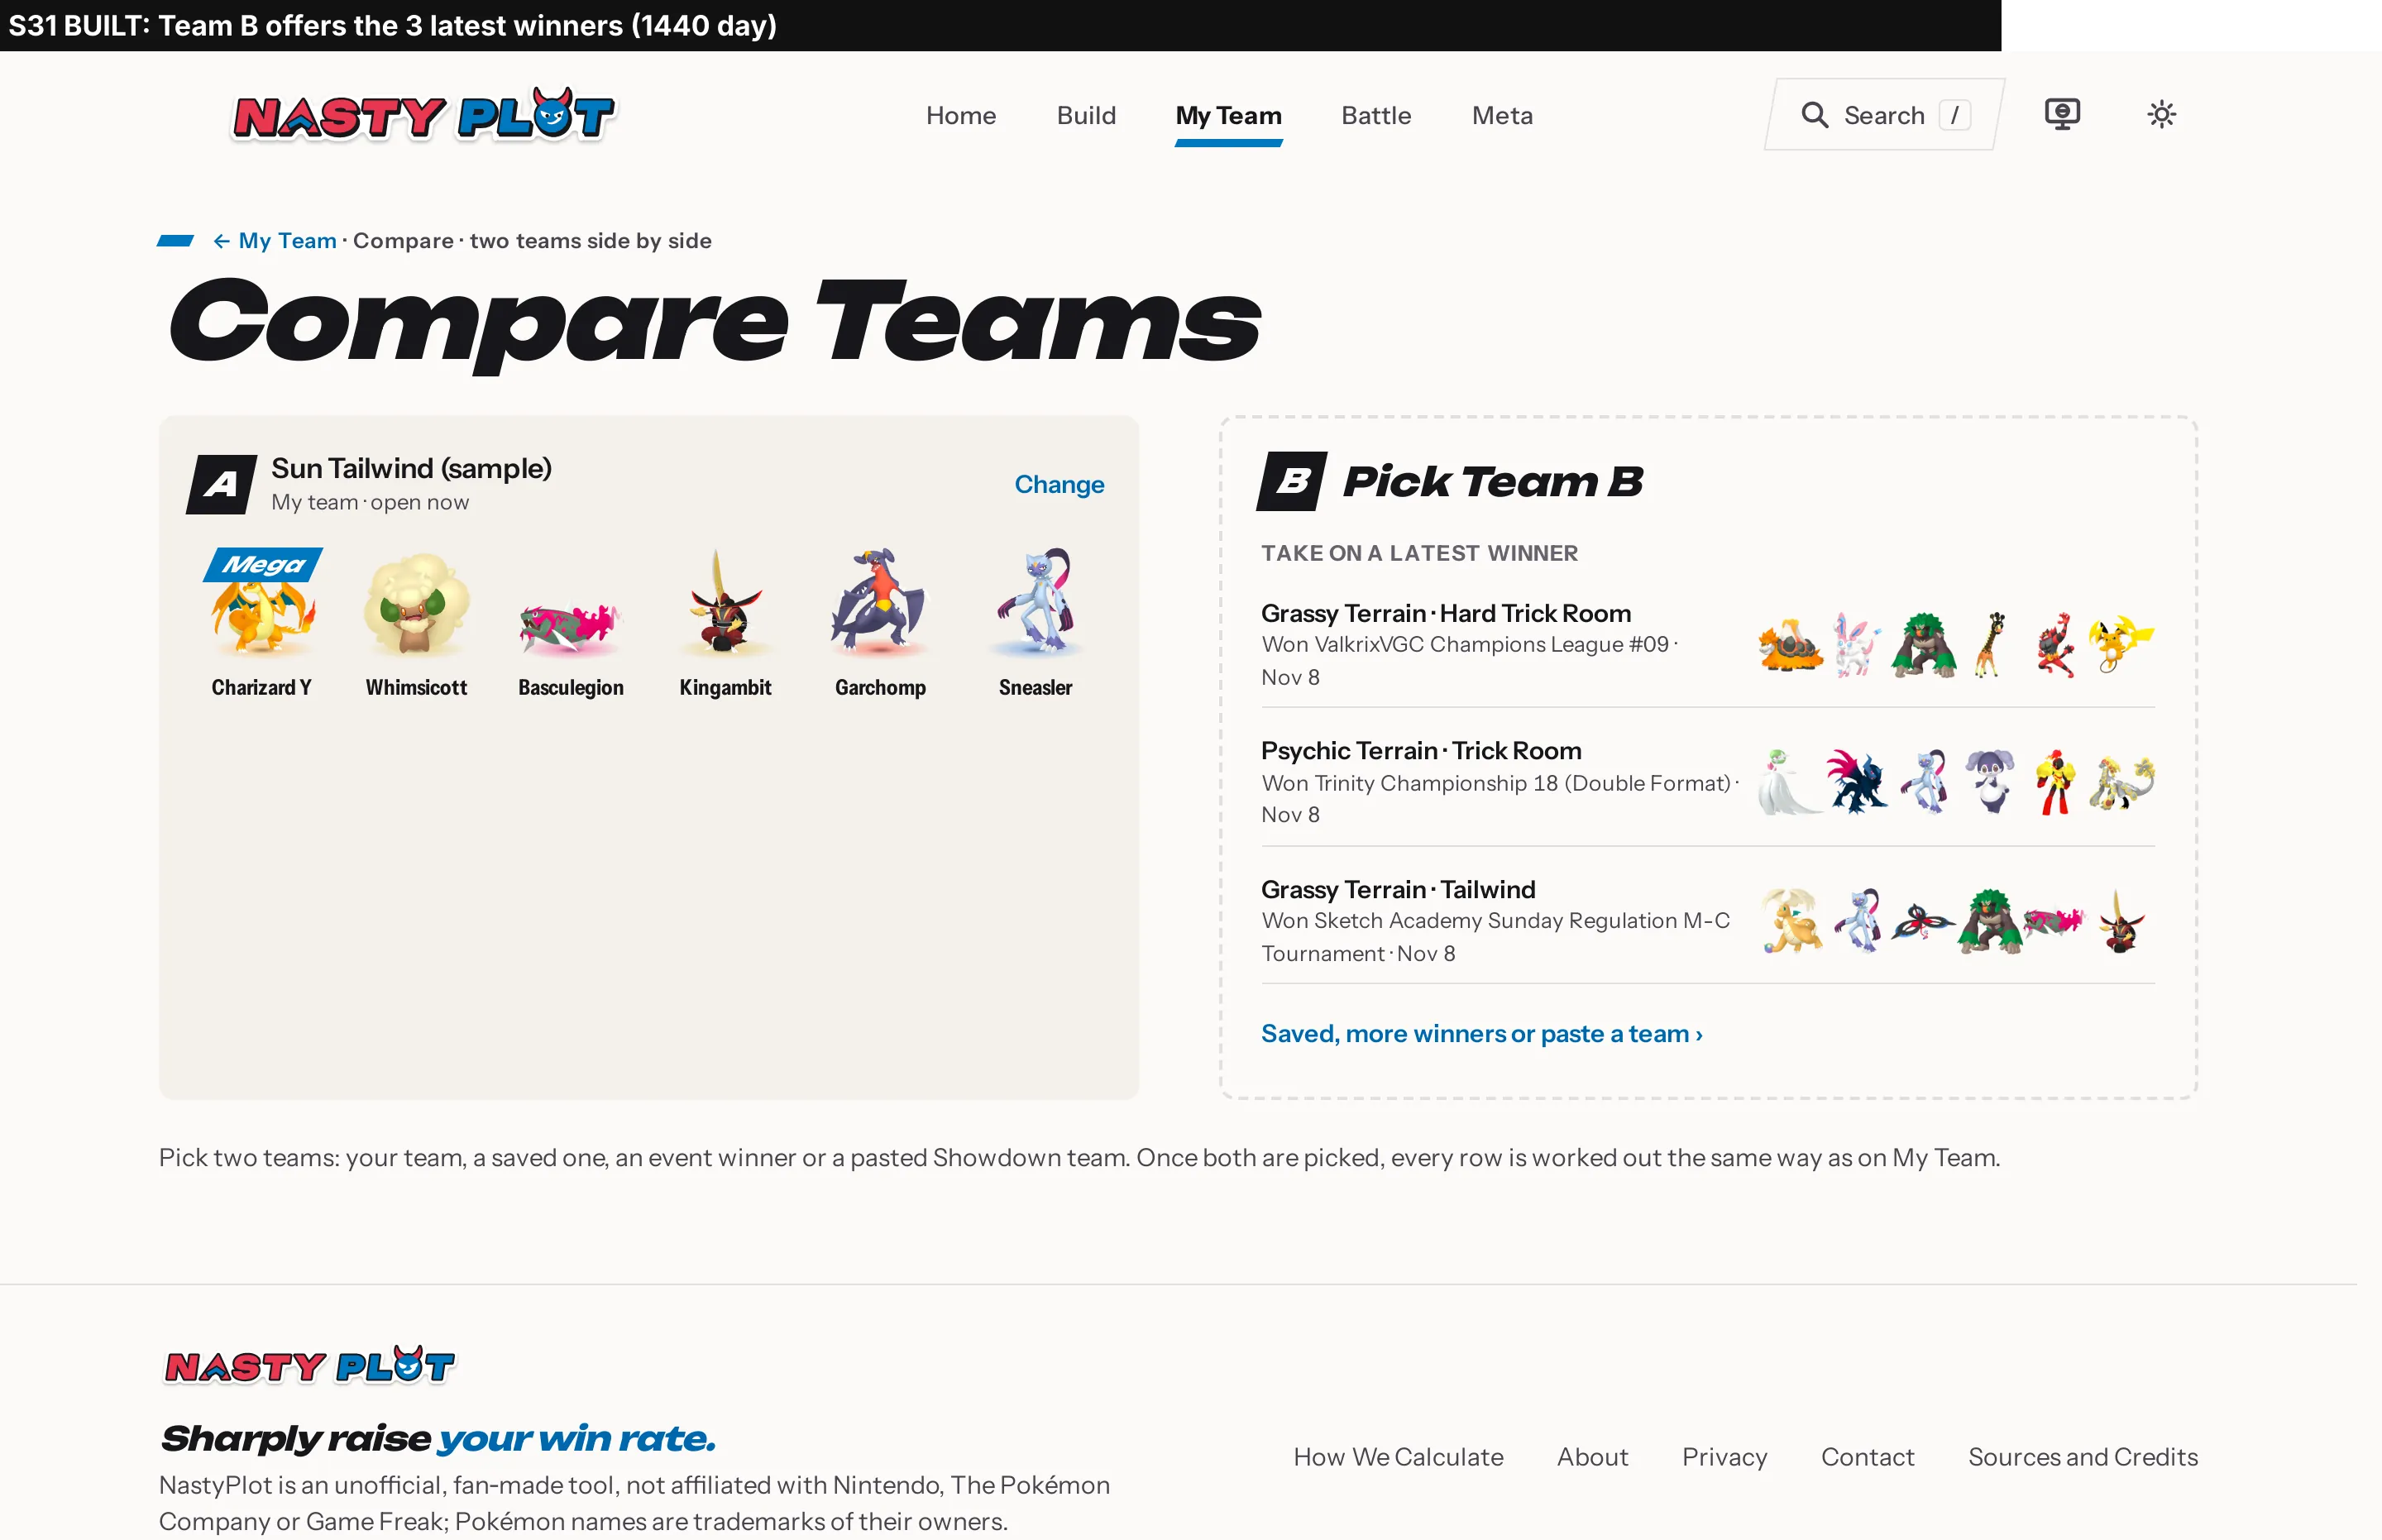 S31 BUILT: Team B offers the 3 latest winners (1440 day)
NASTY PLOT
Home
Build
My Team
Battle
Meta
Search /
← My Team · Compare · two teams side by side
Compare Teams
A
Sun Tailwind (sample)
My team · open now
Change
Mega
Charizard Y
Whimsicott
Basculegion
Kingambit
Garchomp
Sneasler
B
Pick Team B
TAKE ON A LATEST WINNER
Grassy Terrain · Hard Trick Room
Won ValkrixVGC Champions League #09 ·
Nov 8
Psychic Terrain · Trick Room
Won Trinity Championship 18 (Double Format) ·
Nov 8
Grassy Terrain · Tailwind
Won Sketch Academy Sunday Regulation M-C
Tournament · Nov 8
Saved, more winners or paste a team ›
Pick two teams: your team, a saved one, an event winner or a pasted Showdown team. Once both are picked, every row is worked out the same way as on My Team.
NASTY PLOT
Sharply raise your win rate.
NastyPlot is an unofficial, fan-made tool, not affiliated with Nintendo, The Pokémon
Company or Game Freak; Pokémon names are trademarks of their owners.
How We Calculate
About
Privacy
Contact
Sources and Credits